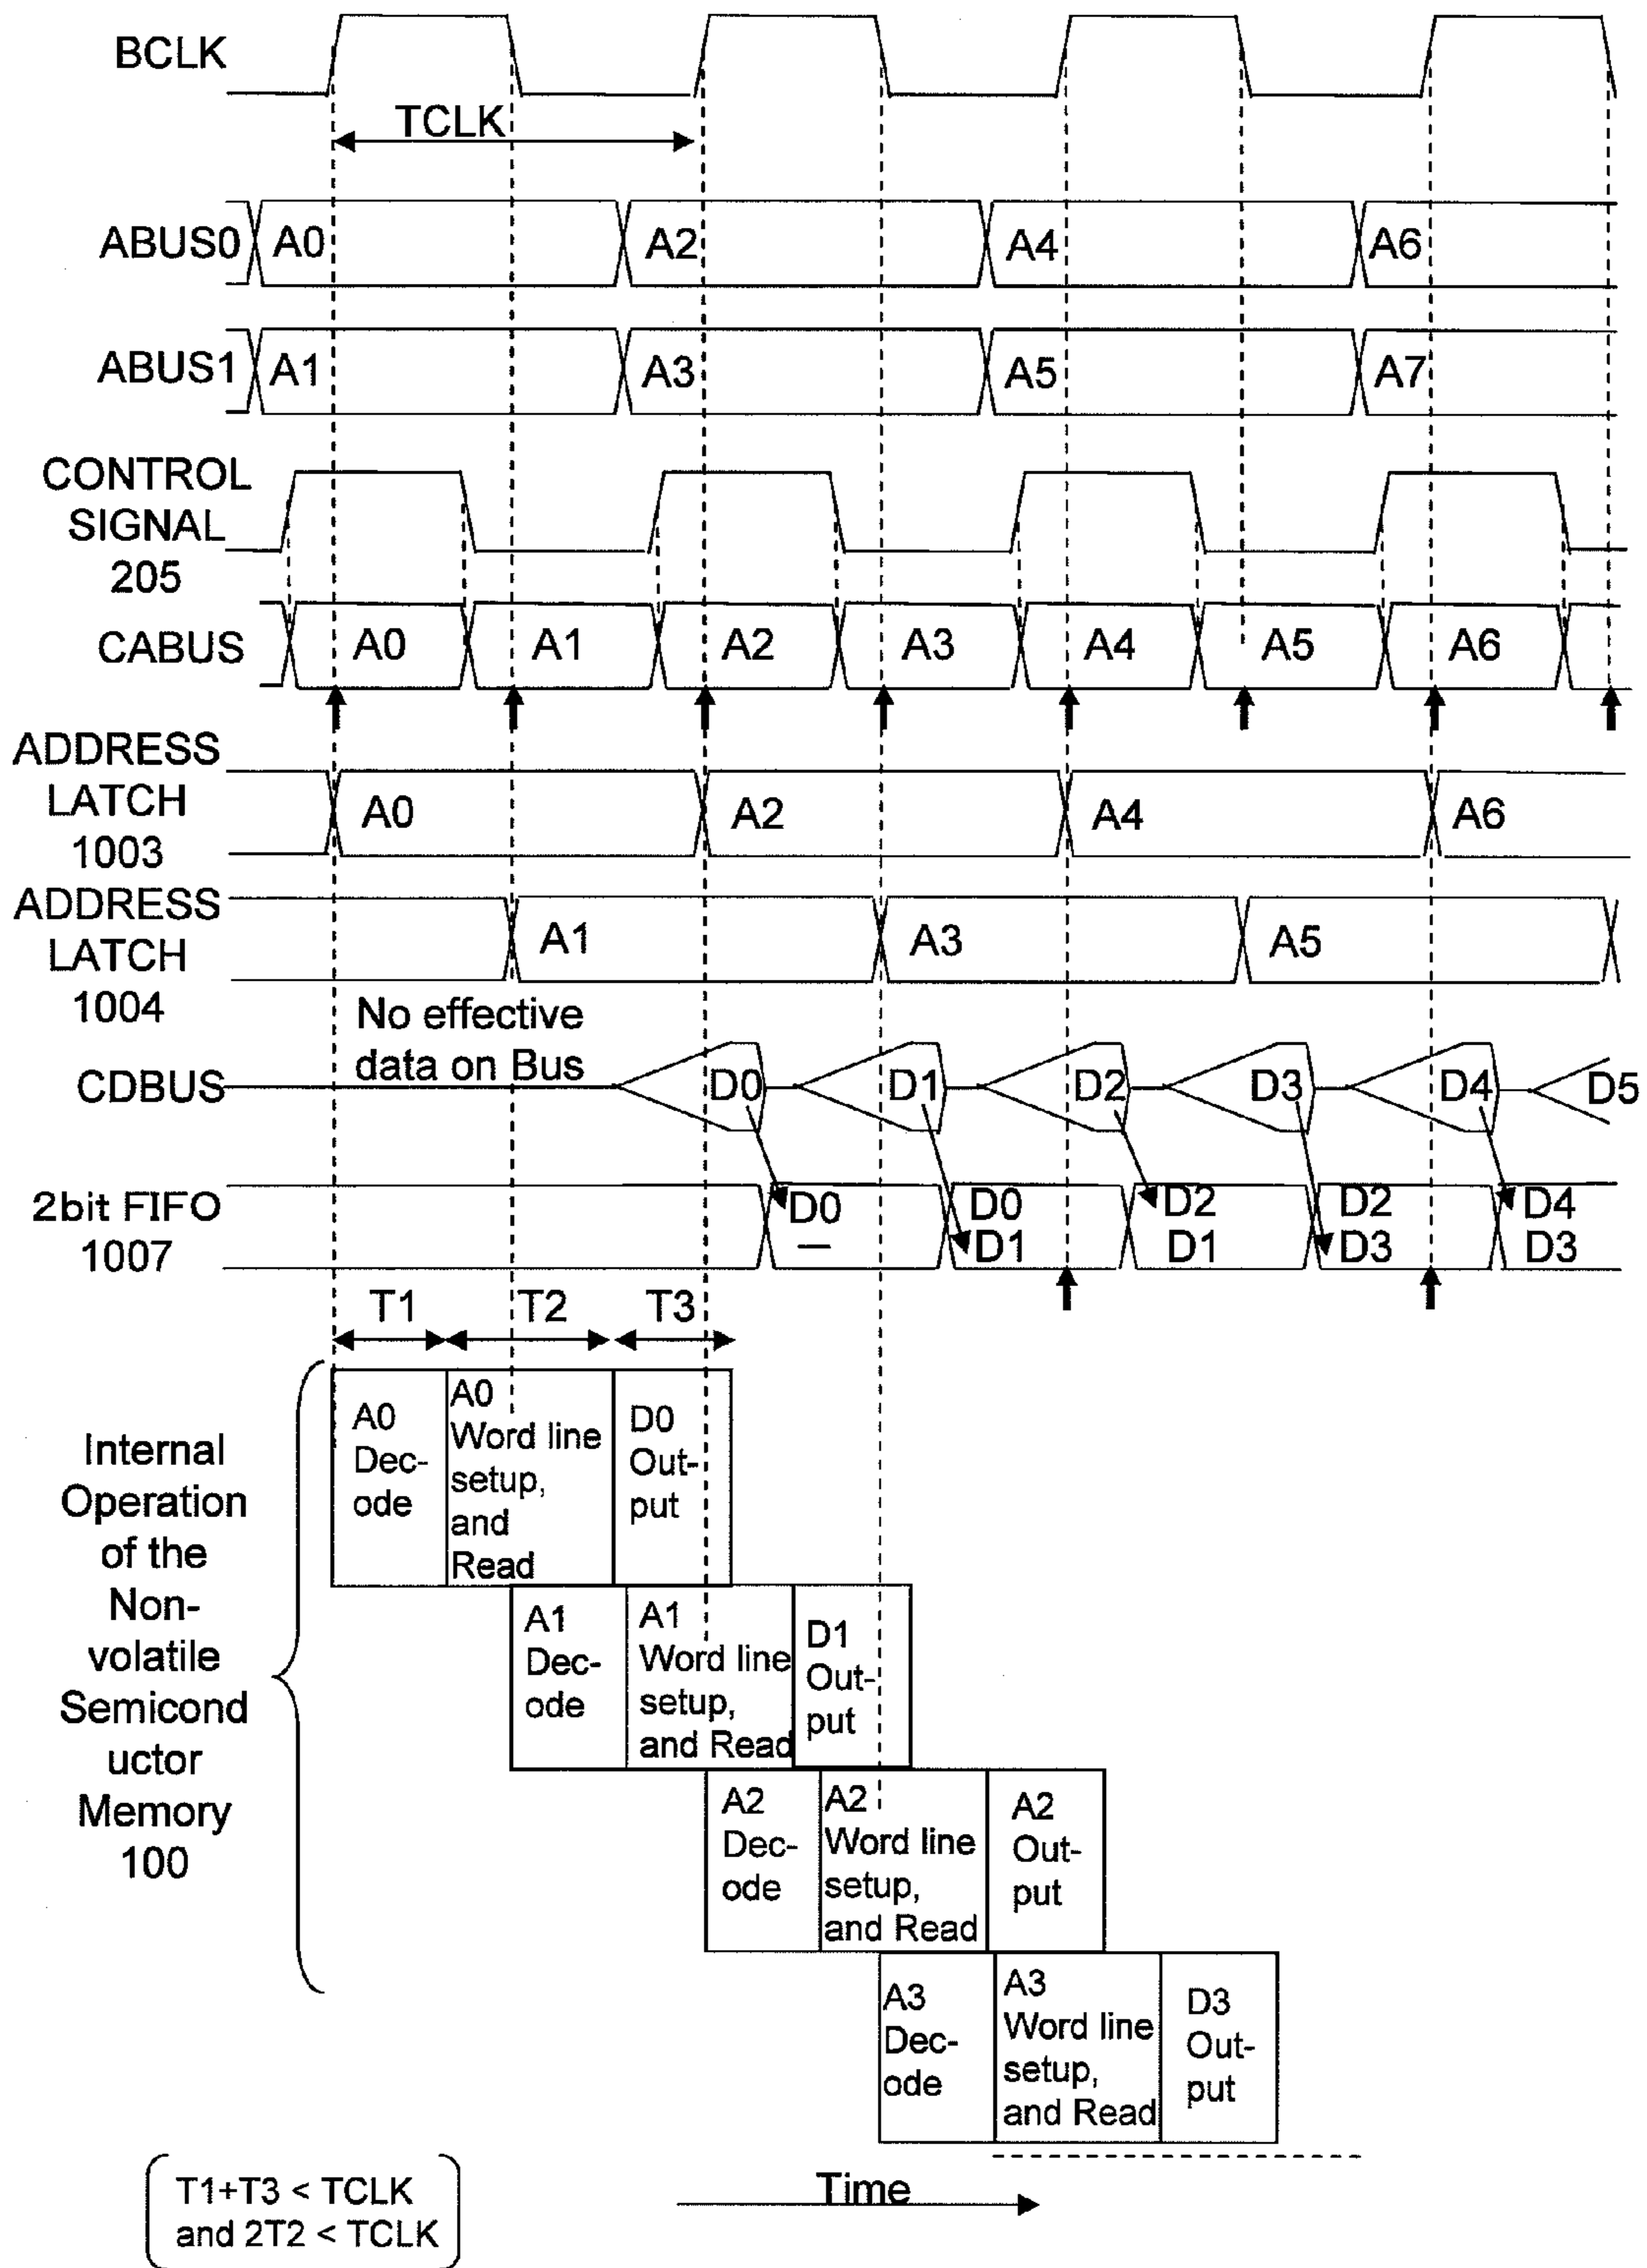 BCLK
TCLK
ABUS0
A0
A2
A4
A6
ABUS1
A1
A3
A5
A7
CONTROL
SIGNAL
205
CABUS
A0
A1
A2
A3
A4
A5
A6
ADDRESS
LATCH
1003
A0
A2
A4
A6
ADDRESS
LATCH
1004
A1
A3
A5
No effective
data on Bus
CDBUS
D0
D1
D2
D3
D4
D5
2bit FIFO
1007
D0
—
D0
D1
D2
D1
D2
D3
D4
D3
T1
T2
T3
Internal
Operation
of the
Non-
volatile
Semicond
uctor
Memory
100
A0
Dec-
ode
A0
Word line
setup,
and
Read
D0
Out-
put
A1
Dec-
ode
A1
Word line
setup,
and Read
D1
Out-
put
A2
Dec-
ode
A2
Word line
setup,
and Read
A2
Out-
put
A3
Dec-
ode
A3
Word line
setup,
and Read
D3
Out-
put
T1+T3 < TCLK
and 2T2 < TCLK
Time